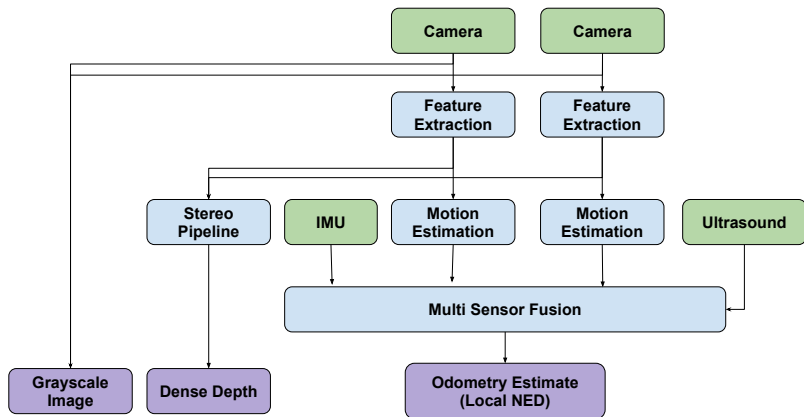 Camera
Camera
Feature
Extraction
Feature
Extraction
Stereo
Pipeline
IMU
Motion
Estimation
Motion
Estimation
Ultrasound
Multi Sensor Fusion
Grayscale
Image
Dense Depth
Odometry Estimate
(Local NED)